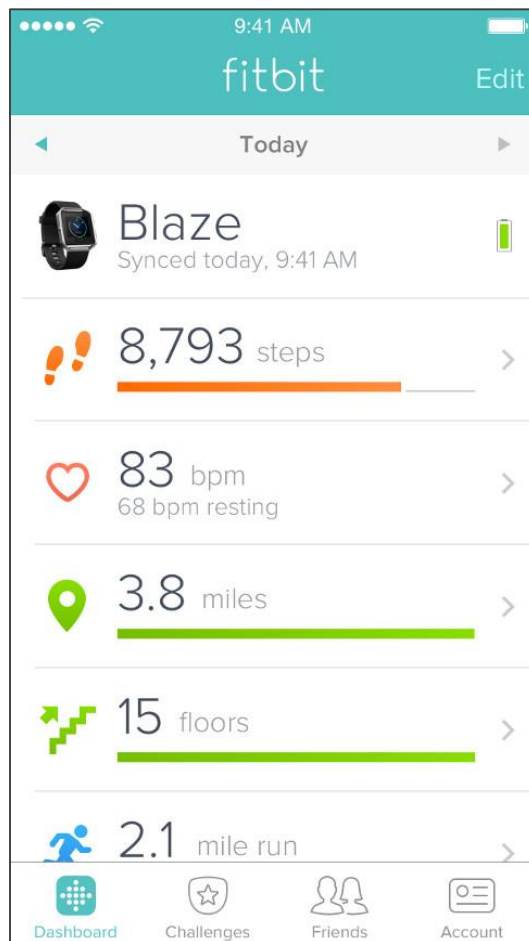 9:41 AM
fitbit
Edit
Today
Blaze
Synced today, 9:41 AM
8,793 steps
83 bpm
68 bpm resting
3.8 miles
15 floors
2.1 mile run
Dashboard
Challenges
Friends
Account